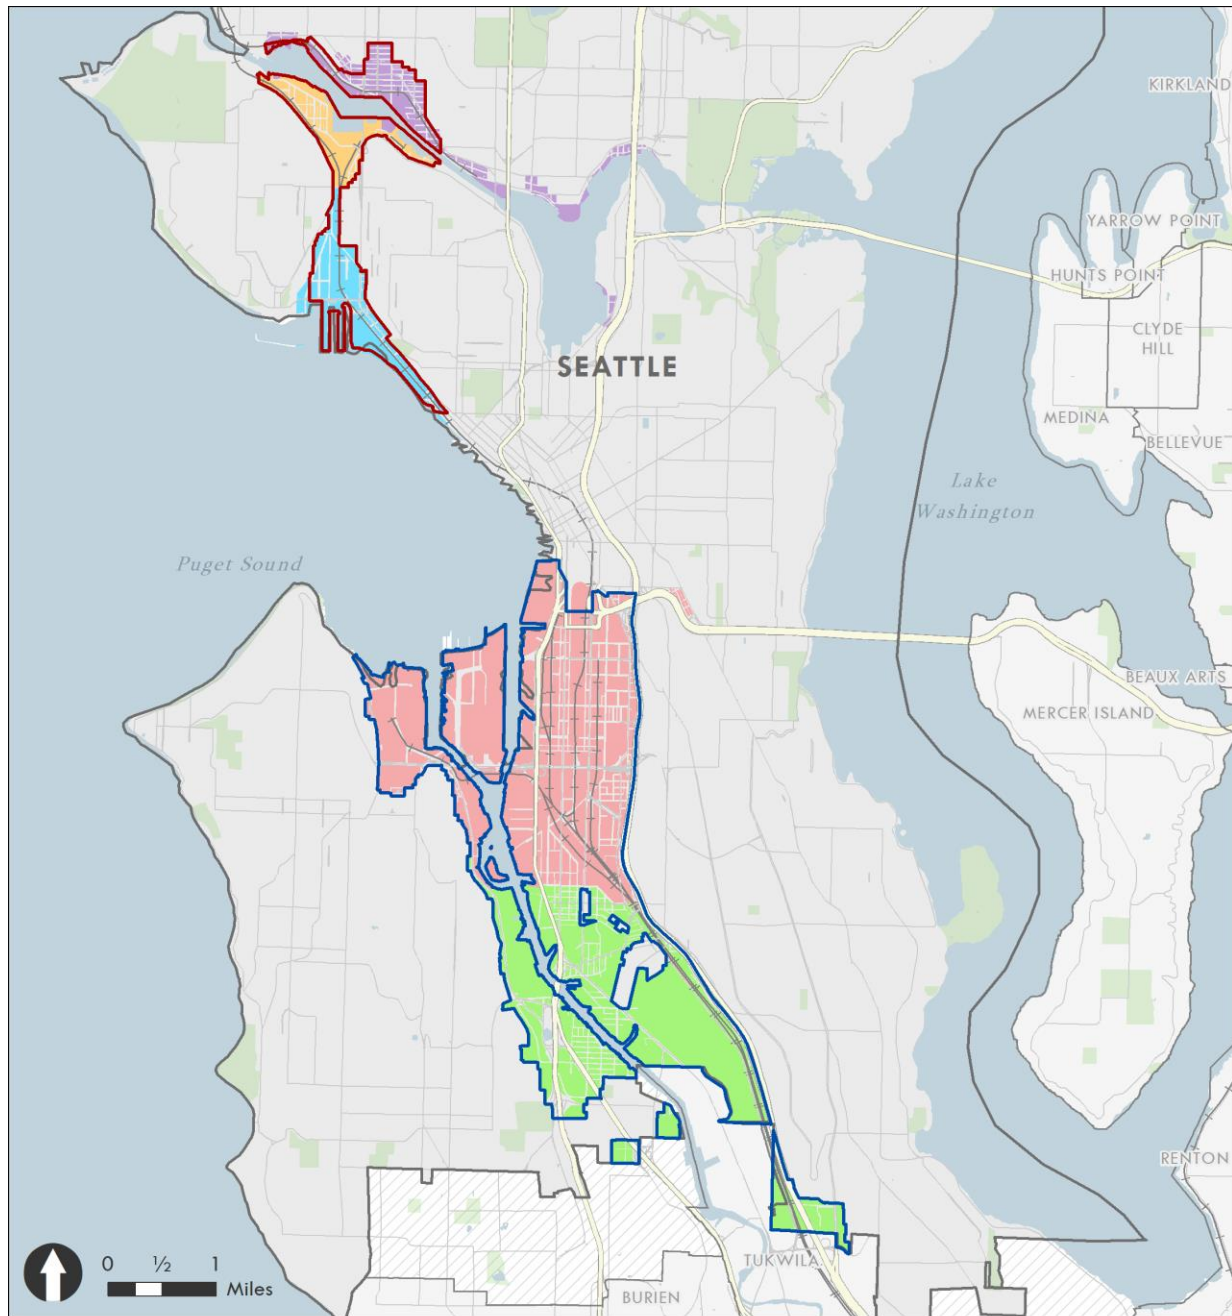 KIRKLAND
YARROW POINT
HUNTS POINT
CLYDE
HILL
SEATTLE
MEDINA
BELLEVUE
Lake
Washington
Puget Sound
BEAUX ARTS
MERCER ISLAND
RENTON
TUKWILA
BURIEN
0 ½ 1
Miles